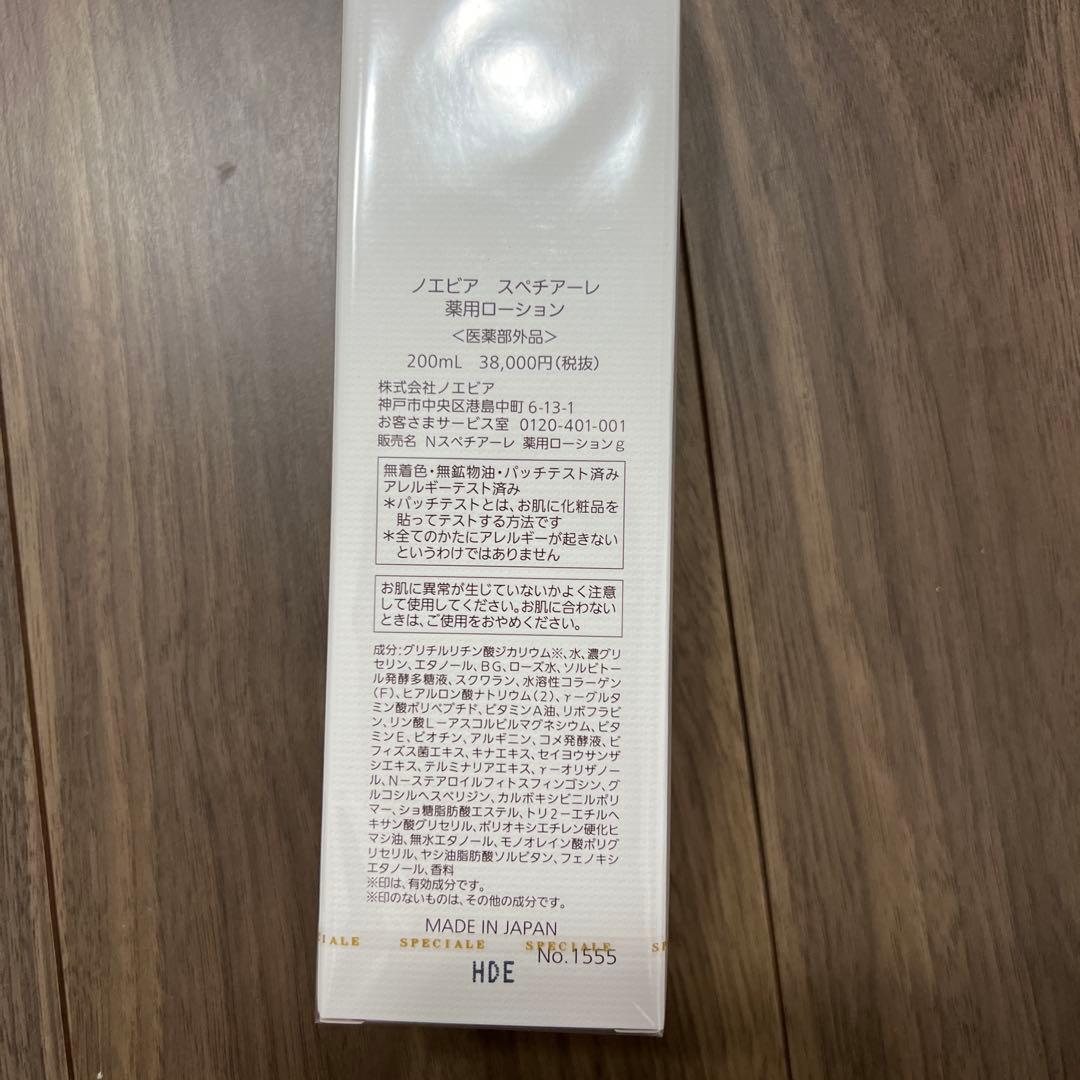 ノエビア　スペチアーレ
薬用ローション
＜医薬部外品＞
200mL　38,000円(税抜)
株式会社ノエビア
神戸市中央区港島中町 6-13-1
お客さまサービス室 0120-401-001
販売名 Nスペチアーレ 薬用ローションg
無着色・無鉱物油・パッチテスト済み
アレルギーテスト済み
＊パッチテストとは、お肌に化粧品を
貼ってテストする方法です
＊全てのかたにアレルギーが起きない
というわけではありません
お肌に異常が生じていないかよく注意
して使用してください。お肌に合わない
ときは、ご使用をおやめください。
成分:グリチルリチン酸ジカリウム※、水、濃グリ
セリン、エタノール、BG、ローズ水、ソルビトー
ル発酵多糖液、スクワラン、水溶性コラーゲン
(F)、ヒアルロン酸ナトリウム(2)、γーグルタ
ミン酸ポリペプチド、ビタミンA油、リボフラビ
ン、リン酸L－アスコルビルマグネシウム、ビタ
ミンE、ビオチン、アルギニン、コメ発酵液、ビ
フィズス菌エキス、キナエキス、セイヨウサンザ
シエキス、テルミナリアエキス、γーオリザノー
ル、N－ステアロイルフィトスフィンゴシン、グ
ルコシルヘスペリジン、カルボキシビニルポリ
マー、ショ糖脂肪酸エステル、トリ2－エチルヘ
キサン酸グリセリル、ポリオキシエチレン硬化ヒ
マシ油、無水エタノール、モノオレイン酸ポリグ
リセリル、ヤシ油脂肪酸ソルビタン、フェノキシ
エタノール、香料
※印は、有効成分です。
※印のないものは、その他の成分です。
MADE IN JAPAN
IALE SPECIALE SPECIALE SP
No.1555
HDE